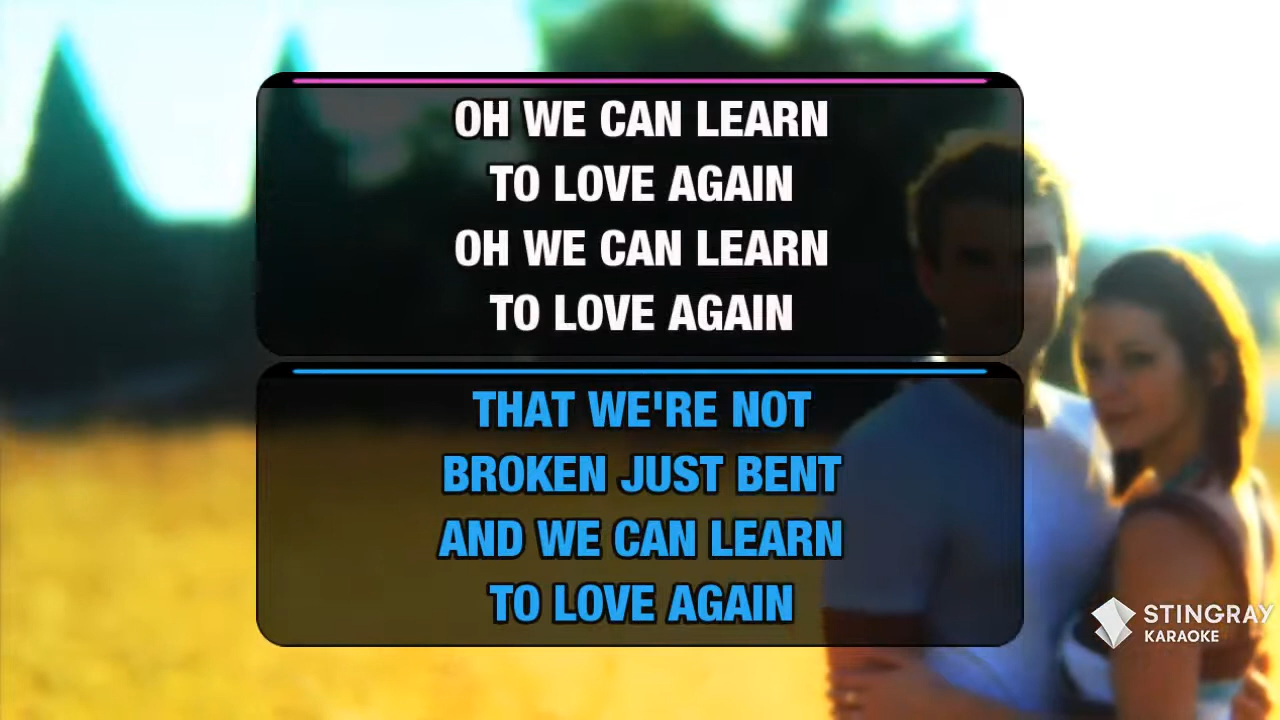 OH WE CAN LEARN
TO LOVE AGAIN
OH WE CAN LEARN
TO LOVE AGAIN
THAT WE'RE NOT
BROKEN JUST BENT
AND WE CAN LEARN
TO LOVE AGAIN
STINGRAY
KARAOKE